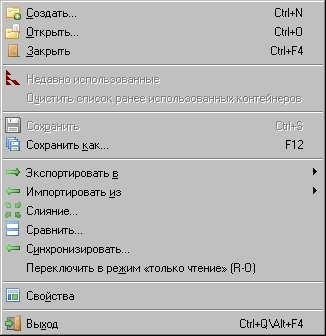 Создать... Ctrl+N
Открыть... Ctrl+O
Закрыть Ctrl+F4
Недавно использованные
Очистить список ранее использованных контейнеров
Сохранить Ctrl+S
Сохранить как... F12
Экспортировать в
Импортировать из
Слияние...
Сравнить...
Синхронизировать...
Переключить в режим «только чтение» (R-O)
Свойства
Выход Ctrl+Q\Alt+F4